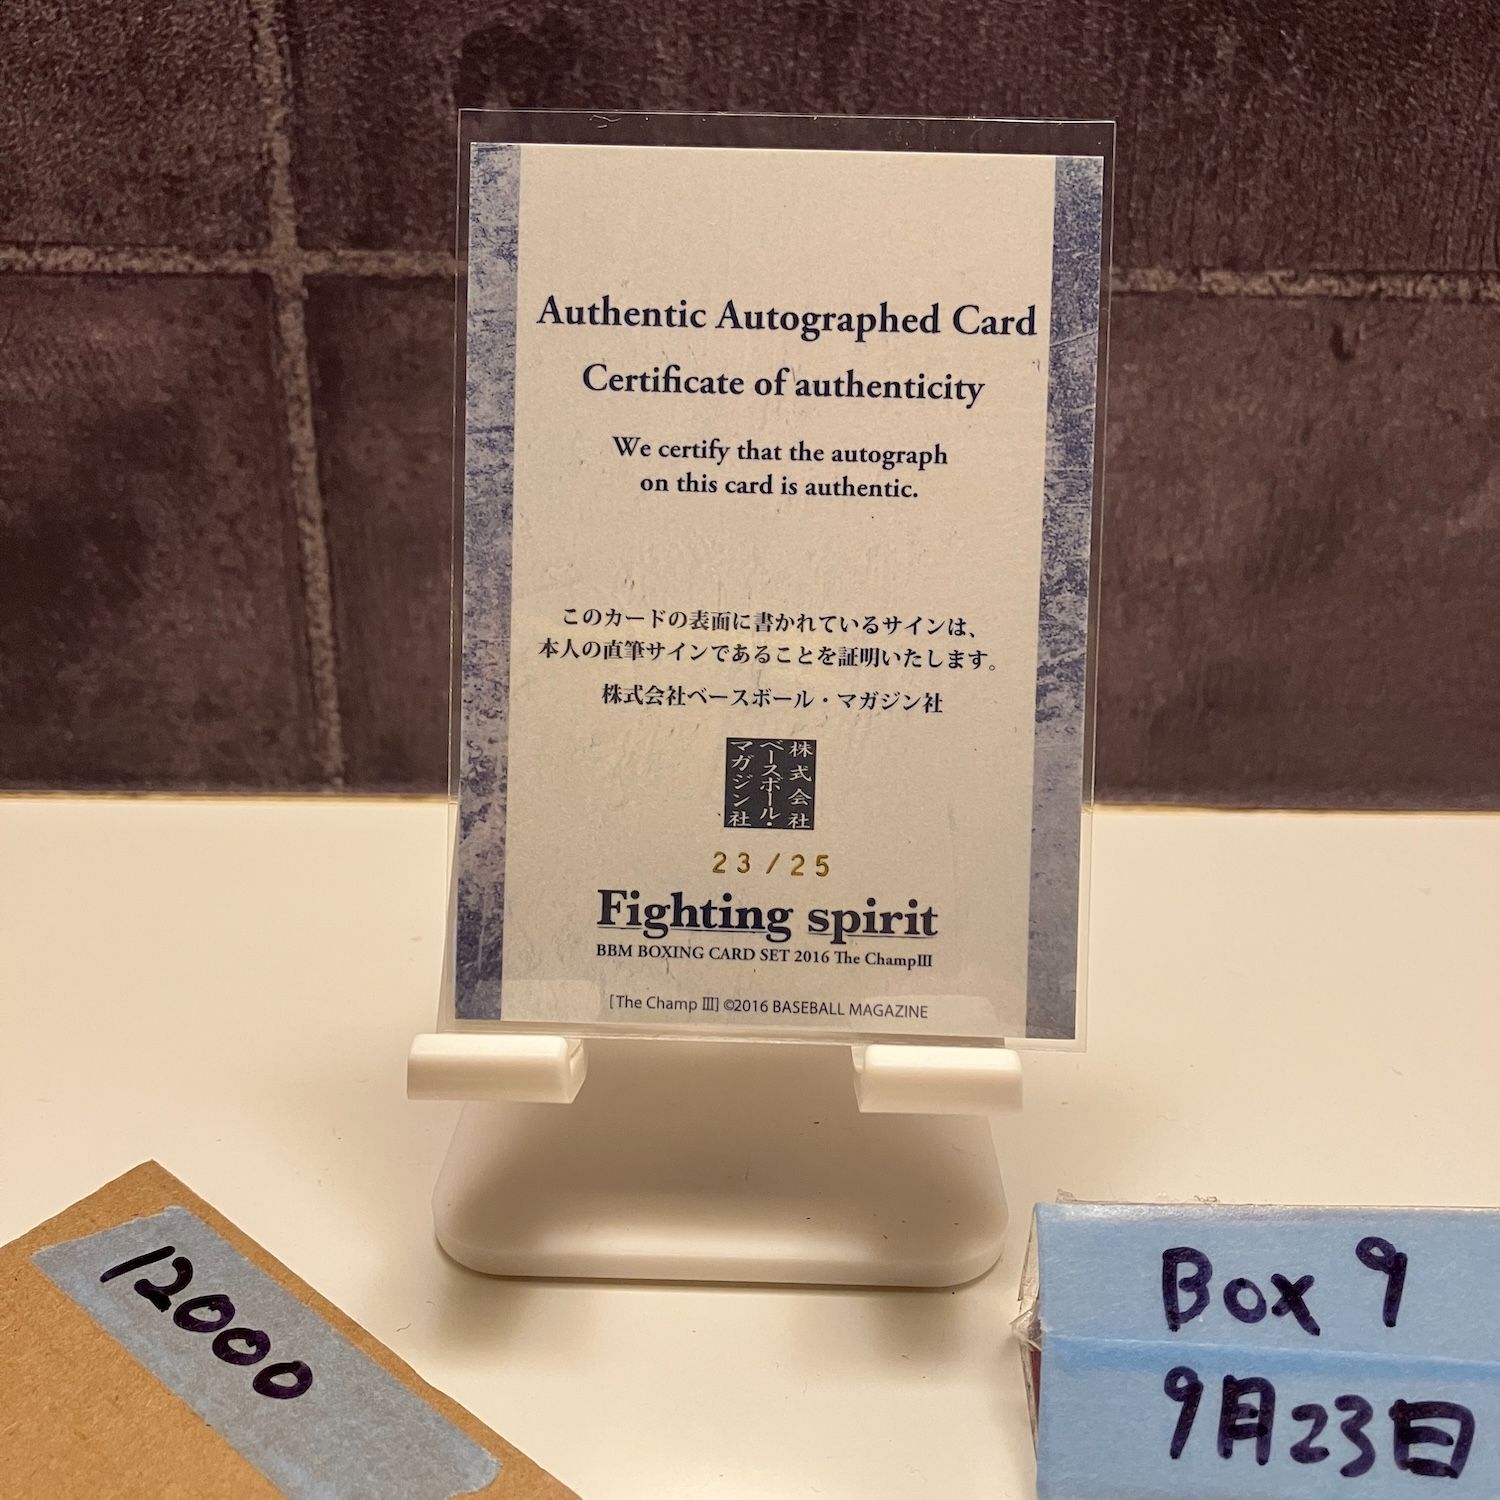 Authentic Autographed Card
Certificate of authenticity
We certify that the autograph
on this card is authentic.
このカードの表面に書かれているサインは、
本人の直筆サインであることを証明いたします。
株式会社ベースボール・マガジン社
株式会社
ベースボール・
マガジン社
23/25
Fighting spirit
BBM BOXING CARD SET 2016 The ChampⅢ
[The Champ Ⅲ] ©2016 BASEBALL MAGAZINE
12000
Box 9
9月23日